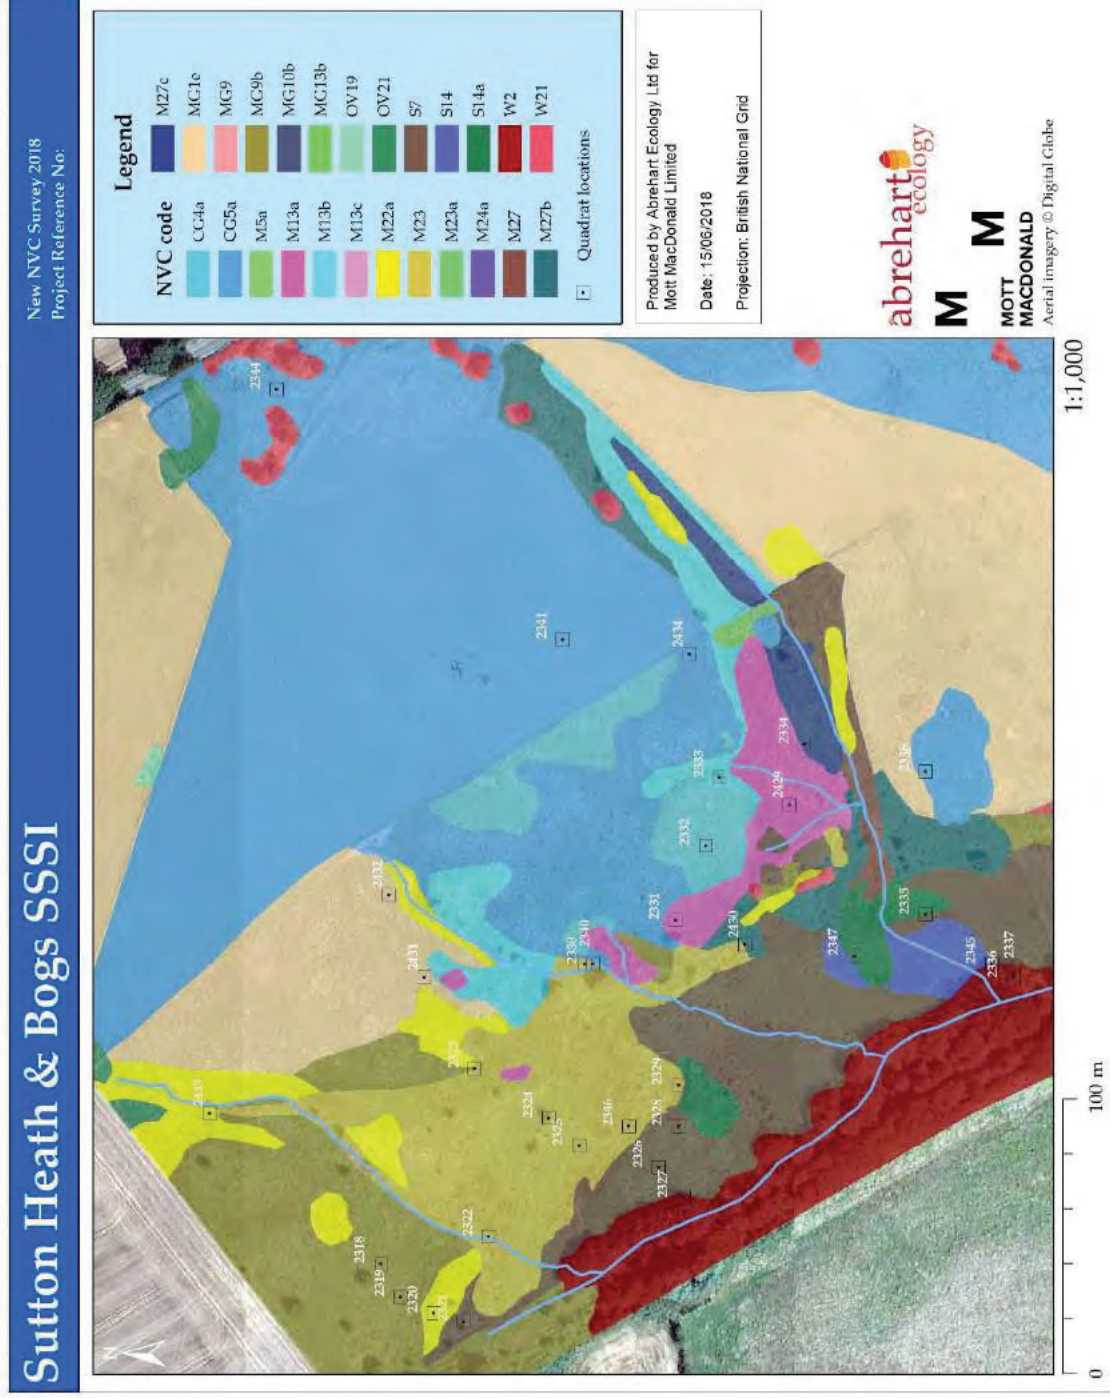 Sutton Heath & Bogs SSSI
New NVC Survey 2018
Project Reference No:
Legend
NVC code
CG4a
CG5a
M5a
M13a
M13b
M13c
M22a
M23
M23a
M24a
M27
M27b
M27c
MG1e
MG9
MG9b
MG10b
MG13b
OV19
OV21
S7
S14
S14a
W2
W21
Quadrat locations
Produced by Abrehart Ecology Ltd for
Mott MacDonald Limited
Date: 15/06/2018
Projection: British National Grid
abrehart
ecology
M M
MOTT
MACDONALD
Aerial imagery © Digital Globe
1:1,000
0
100 m
N
2344
2341
2434
2333
2334
2429
2332
2432
2331
2430
2340
2330
2431
2347
2335
2345
2336
2337
2338
2324
2325
2346
2329
2328
2326
2327
2322
2318
2319
2320